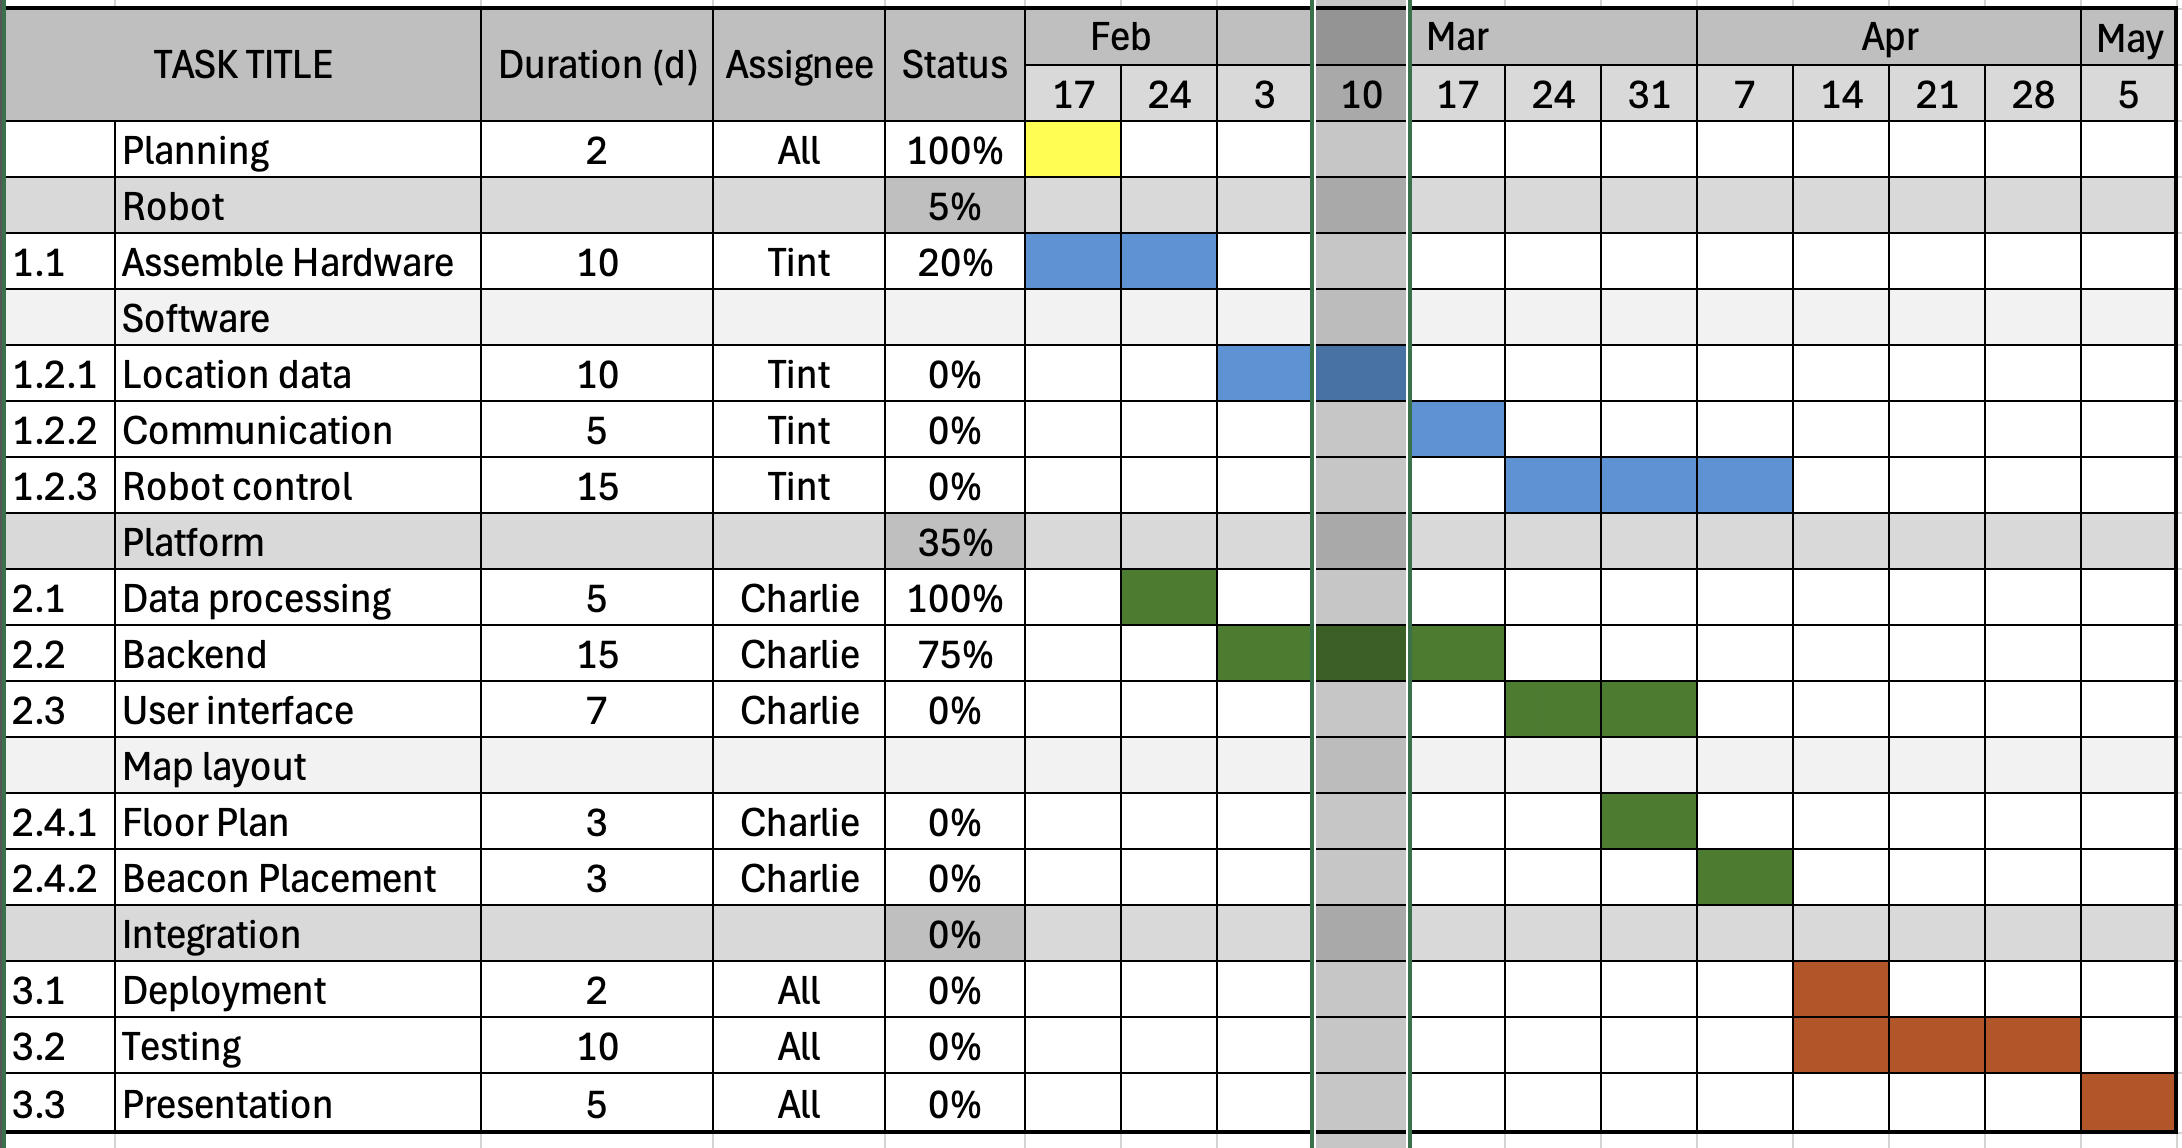 TASK TITLE Duration (d) Assignee Status Feb Mar Apr May
17 24 3 10 17 24 31 7 14 21 28 5
Planning 2 All 100%
Robot 5%
1.1 Assemble Hardware 10 Tint 20%
Software
1.2.1 Location data 10 Tint 0%
1.2.2 Communication 5 Tint 0%
1.2.3 Robot control 15 Tint 0%
Platform 35%
2.1 Data processing 5 Charlie 100%
2.2 Backend 15 Charlie 75%
2.3 User interface 7 Charlie 0%
Map layout
2.4.1 Floor Plan 3 Charlie 0%
2.4.2 Beacon Placement 3 Charlie 0%
Integration 0%
3.1 Deployment 2 All 0%
3.2 Testing 10 All 0%
3.3 Presentation 5 All 0%